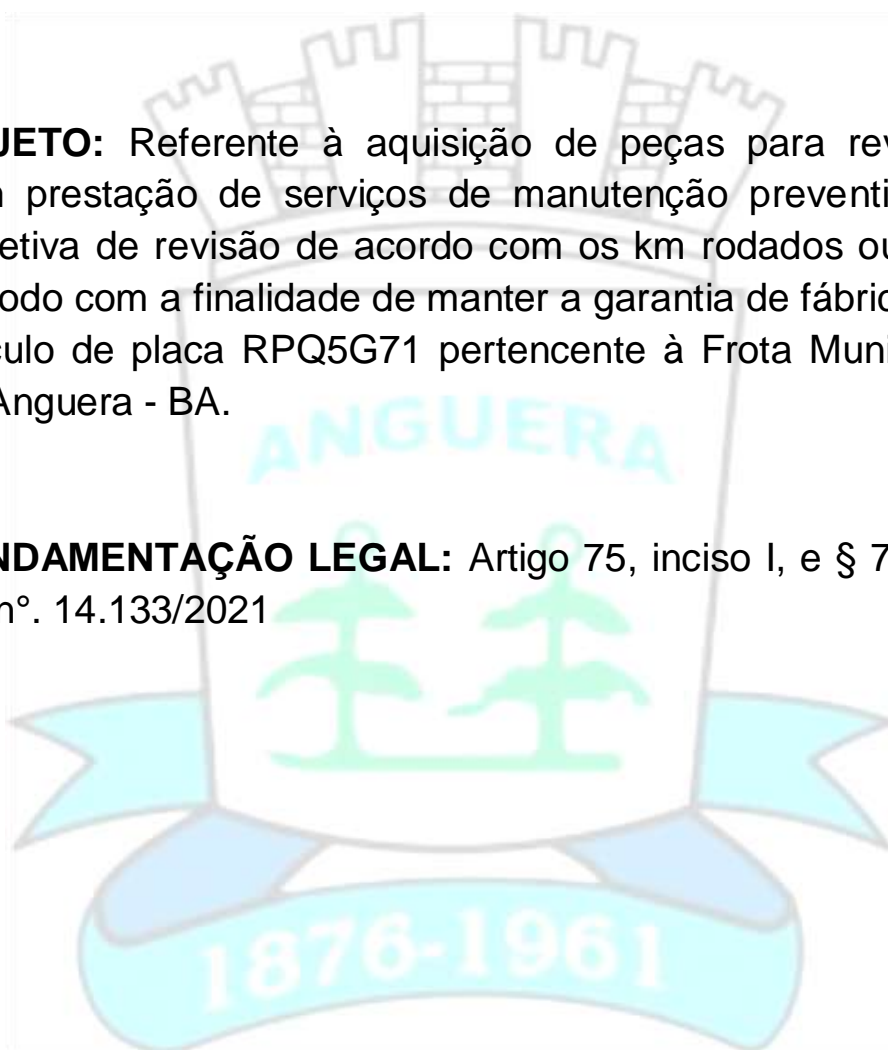 JETO: Referente à aquisição de peças para rev
prestação de serviços de manutenção preventi
etiva de revisão de acordo com os km rodados ou
odo com a finalidade de manter a garantia de fábric
culo de placa RPQ5G71 pertencente à Frota Muni
Anguera - BA.
ANGUERA
NDAMENTAÇÃO LEGAL: Artigo 75, inciso I, e § 7
n°. 14.133/2021
1876-1961